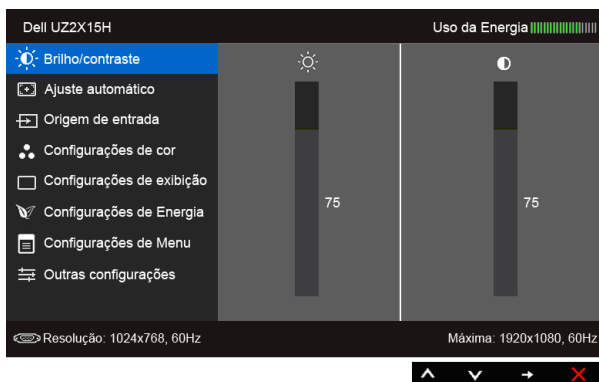 Dell UZ2X15H
Uso da Energia
Brilho/contraste
Ajuste automático
Origem de entrada
Configurações de cor
Configurações de exibição
Configurações de Energia
Configurações de Menu
Outras configurações
75
75
Resolução: 1024x768, 60Hz
Máxima: 1920x1080, 60Hz